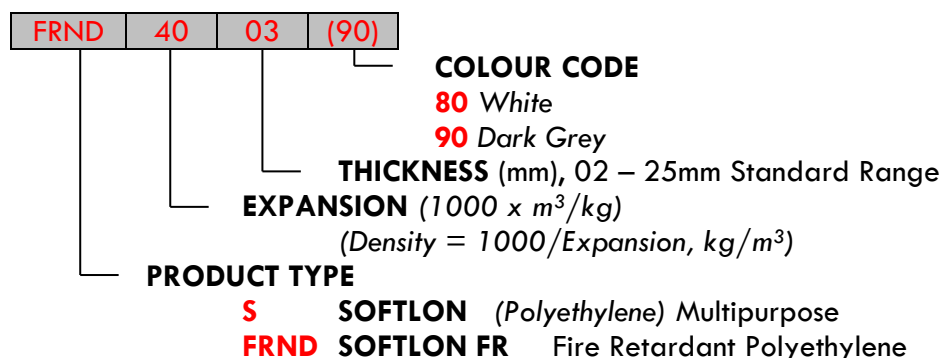 FRND 40 03 (90)
COLOUR CODE
80 White
90 Dark Grey
THICKNESS (mm), 02 – 25mm Standard Range
EXPANSION (1000 x m³/kg)
(Density = 1000/Expansion, kg/m³)
PRODUCT TYPE
S SOFTLON (Polyethylene) Multipurpose
FRND SOFTLON FR Fire Retardant Polyethylene